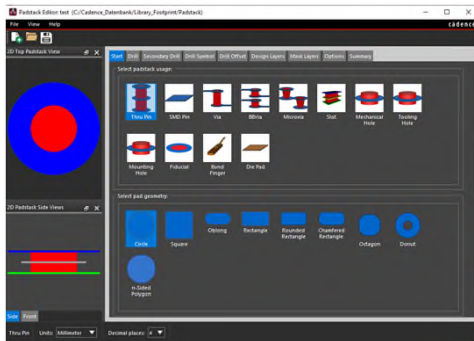 Padstack Editor: test (C:/Cadence_Datenbank/Library_Footprint/Padstack)
File View Help
cādence
2D Top Padstack View
Start Drill Secondary Drill Drill Symbol Drill Offset Design Layers Mask Layers Options Summary
Select padstack usage:
Thru Pin SMD Pin Via BBVia Microvia Slot Mechanical Hole Tooling Hole
Mounting Hole Fiducial Bond Finger Die Pad
2D Padstack Side Views
Select pad geometry:
Circle Square Oblong Rectangle Rounded Rectangle Chamfered Rectangle Octagon Donut
n-Sided Polygon
Side Front
Thru Pin Units: Millimeter Decimal places: 4